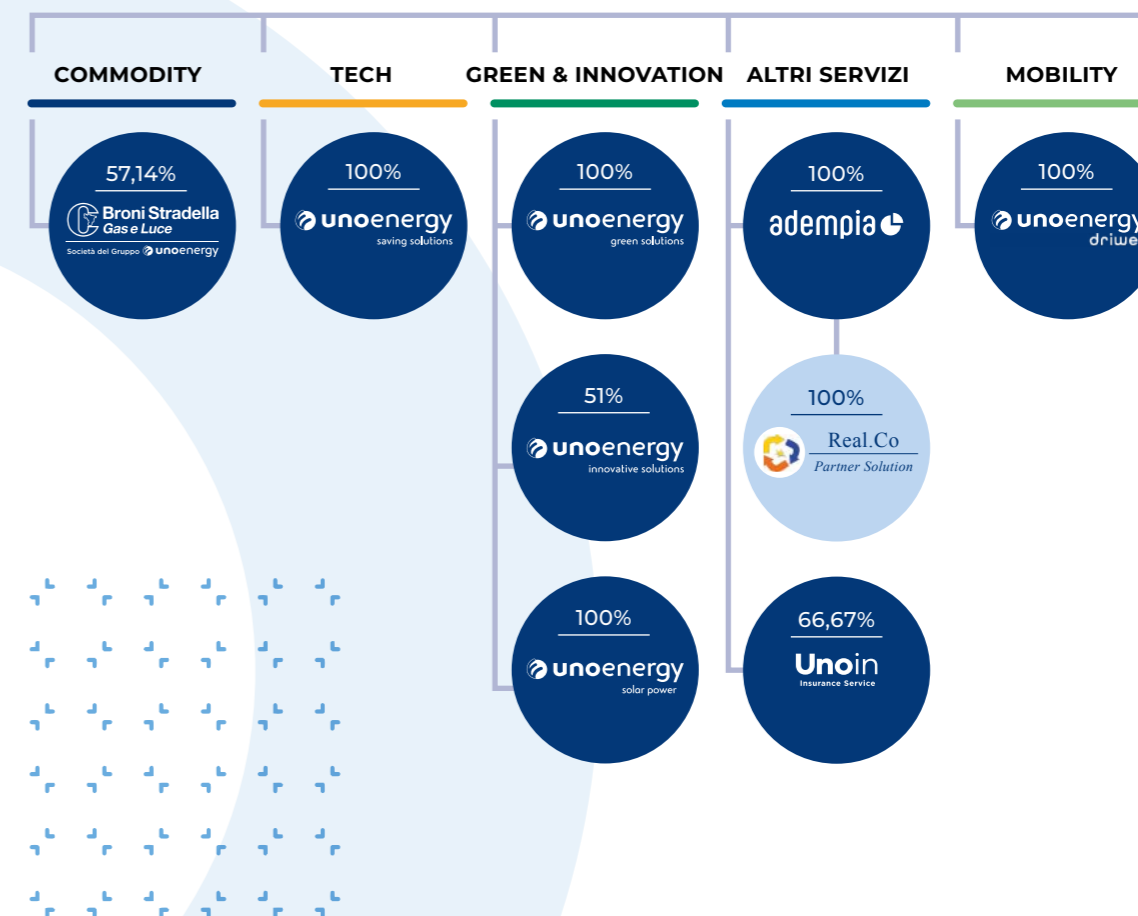 COMMODITY
57,14%
Broni Stradella
Gas e Luce
Società del Gruppo unoenergy
TECH
100%
unoenergy
saving solutions
GREEN & INNOVATION
100%
unoenergy
green solutions
51%
unoenergy
innovative solutions
100%
unoenergy
solar power
ALTRI SERVIZI
100%
adempia
100%
Real.Co
Partner Solution
66,67%
Unoin
Insurance Service
MOBILITY
100%
unoenergy
driwe